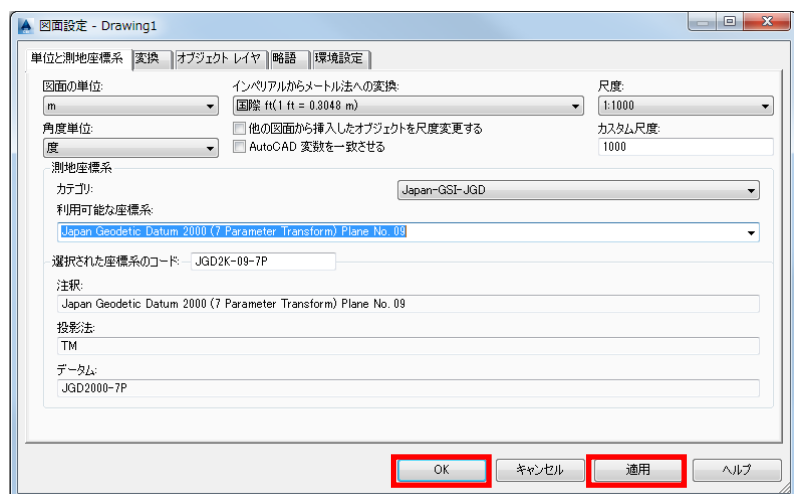 図面設定 - Drawing1
単位と測地座標系 変換 オブジェクト レイヤ 略語 環境設定
図面の単位: インペリアルからメートル法への変換: 尺度:
m 国際 ft(1 ft = 0.3048 m) 1:1000
角度単位: 他の図面から挿入したオブジェクトを尺度変更する カスタム尺度:
度 AutoCAD 変数を一致させる 1000
測地座標系
カテゴリ: Japan-GSI-JGD
利用可能な座標系:
Japan Geodetic Datum 2000 (7 Parameter Transform) Plane No. 09
選択された座標系のコード: JGD2K-09-7P
注釈:
Japan Geodetic Datum 2000 (7 Parameter Transform) Plane No. 09
投影法:
TM
データム:
JGD2000-7P
OK キャンセル 適用 ヘルプ